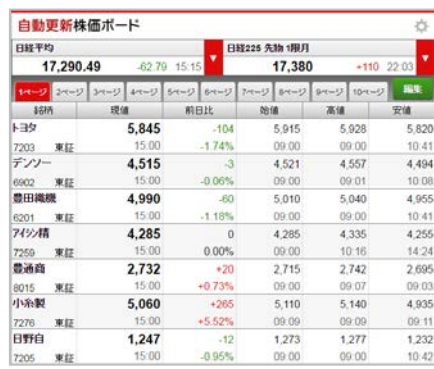 自動更新株価ボード
日経平均 日経225 先物 1限月
17,290.49 -62.79 15:15 ▼ 17,380 +110 22:03 ▼
1ページ 2ページ 3ページ 4ページ 5ページ 6ページ 7ページ 8ページ 9ページ 10ページ 編集
銘柄 現値 前日比 始値 高値 安値
トヨタ 5,845 -104 5,915 5,928 5,820
7203 東証 15:00 -1.74% 09:00 09:00 10:41
デンソー 4,515 -3 4,521 4,557 4,494
6902 東証 15:00 -0.06% 09:00 09:01 10:08
豊田織機 4,990 -60 5,010 5,040 4,955
6201 東証 15:00 -1.18% 09:00 09:00 10:41
アイシン精 4,285 0 4,285 4,335 4,255
7259 東証 15:00 0.00% 09:00 10:16 14:24
豊通商 2,732 +20 2,715 2,742 2,695
8015 東証 15:00 +0.73% 09:00 09:07 09:03
小糸製 5,060 +265 5,110 5,140 4,935
7276 東証 15:00 +5.52% 09:09 09:09 09:11
日野自 1,247 -12 1,273 1,277 1,232
7205 東証 15:00 -0.95% 09:00 09:00 10:42